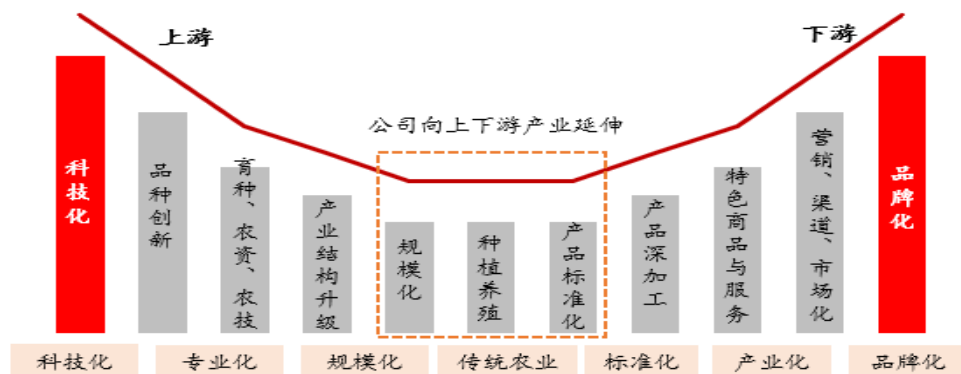 上游
下游
公司向上下游产业延伸
科技化
品种创新
育种、农资、农技
产业结构升级
规模化
种植养殖
产品标准化
产品深加工
特色商品与服务
营销、渠道、市场化
品牌化
科技化
专业化
规模化
传统农业
标准化
产业化
品牌化